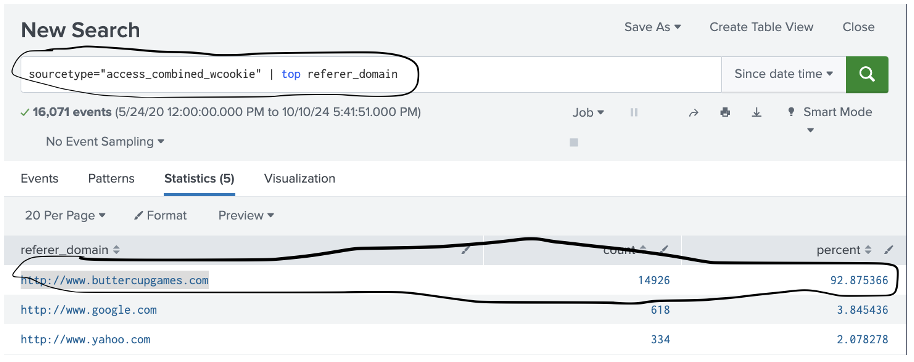 New Search
Save As Create Table View Close
sourcetype="access_combined_wcookie" | top referer_domain
Since date time
16,071 events (5/24/20 12:00:00.000 PM to 10/10/24 5:41:51.000 PM)
Job Smart Mode
No Event Sampling
Events Patterns Statistics (5) Visualization
20 Per Page Format Preview
referer_domain count percent
http://www.buttercupgames.com 14926 92.875366
http://www.google.com 618 3.845436
http://www.yahoo.com 334 2.078278